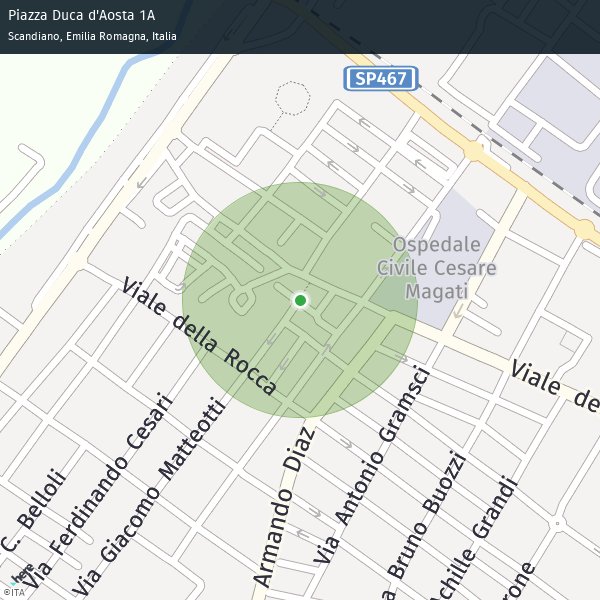 Piazza Duca d'Aosta 1A
Scandiano, Emilia Romagna, Italia
SP467
Ospedale
Civile Cesare
Magati
Viale della Rocca
Viale de
Armando Diaz
Via Antonio Gramsci
Via Ferdinando Cesari
Via Giacomo Matteotti
C. Belloli
a Bruno Buozzi
Achille Grandi
rone
here
©ITA